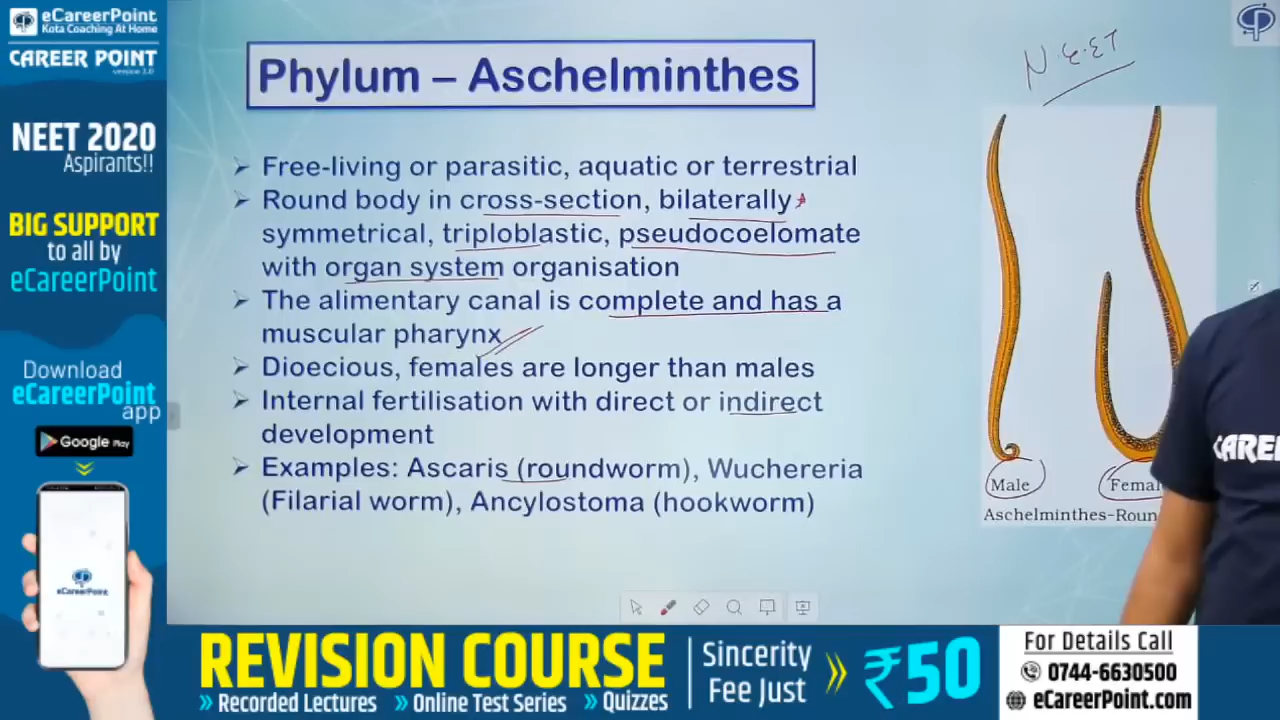 eCareerPoint
Kota Coaching At Home
CAREER POINT
version 2.0
NEET 2020
Aspirants!!
BIG SUPPORT
to all by
eCareerPoint
Download
eCareerPoint
app
Google Play
eCareerPoint
Phylum – Aschelminthes
N.E.ET
➢ Free-living or parasitic, aquatic or terrestrial
➢ Round body in cross-section, bilaterally
symmetrical, triploblastic, pseudocoelomate
with organ system organisation
➢ The alimentary canal is complete and has a
muscular pharynx
➢ Dioecious, females are longer than males
➢ Internal fertilisation with direct or indirect
development
➢ Examples: Ascaris (roundworm), Wuchereria
(Filarial worm), Ancylostoma (hookworm)
Male
Femal
Aschelminthes-Roun
CAREE
REVISION COURSE
» Recorded Lectures » Online Test Series » Quizzes
Sincerity
Fee Just
» ₹50
For Details Call
0744-6630500
eCareerPoint.com